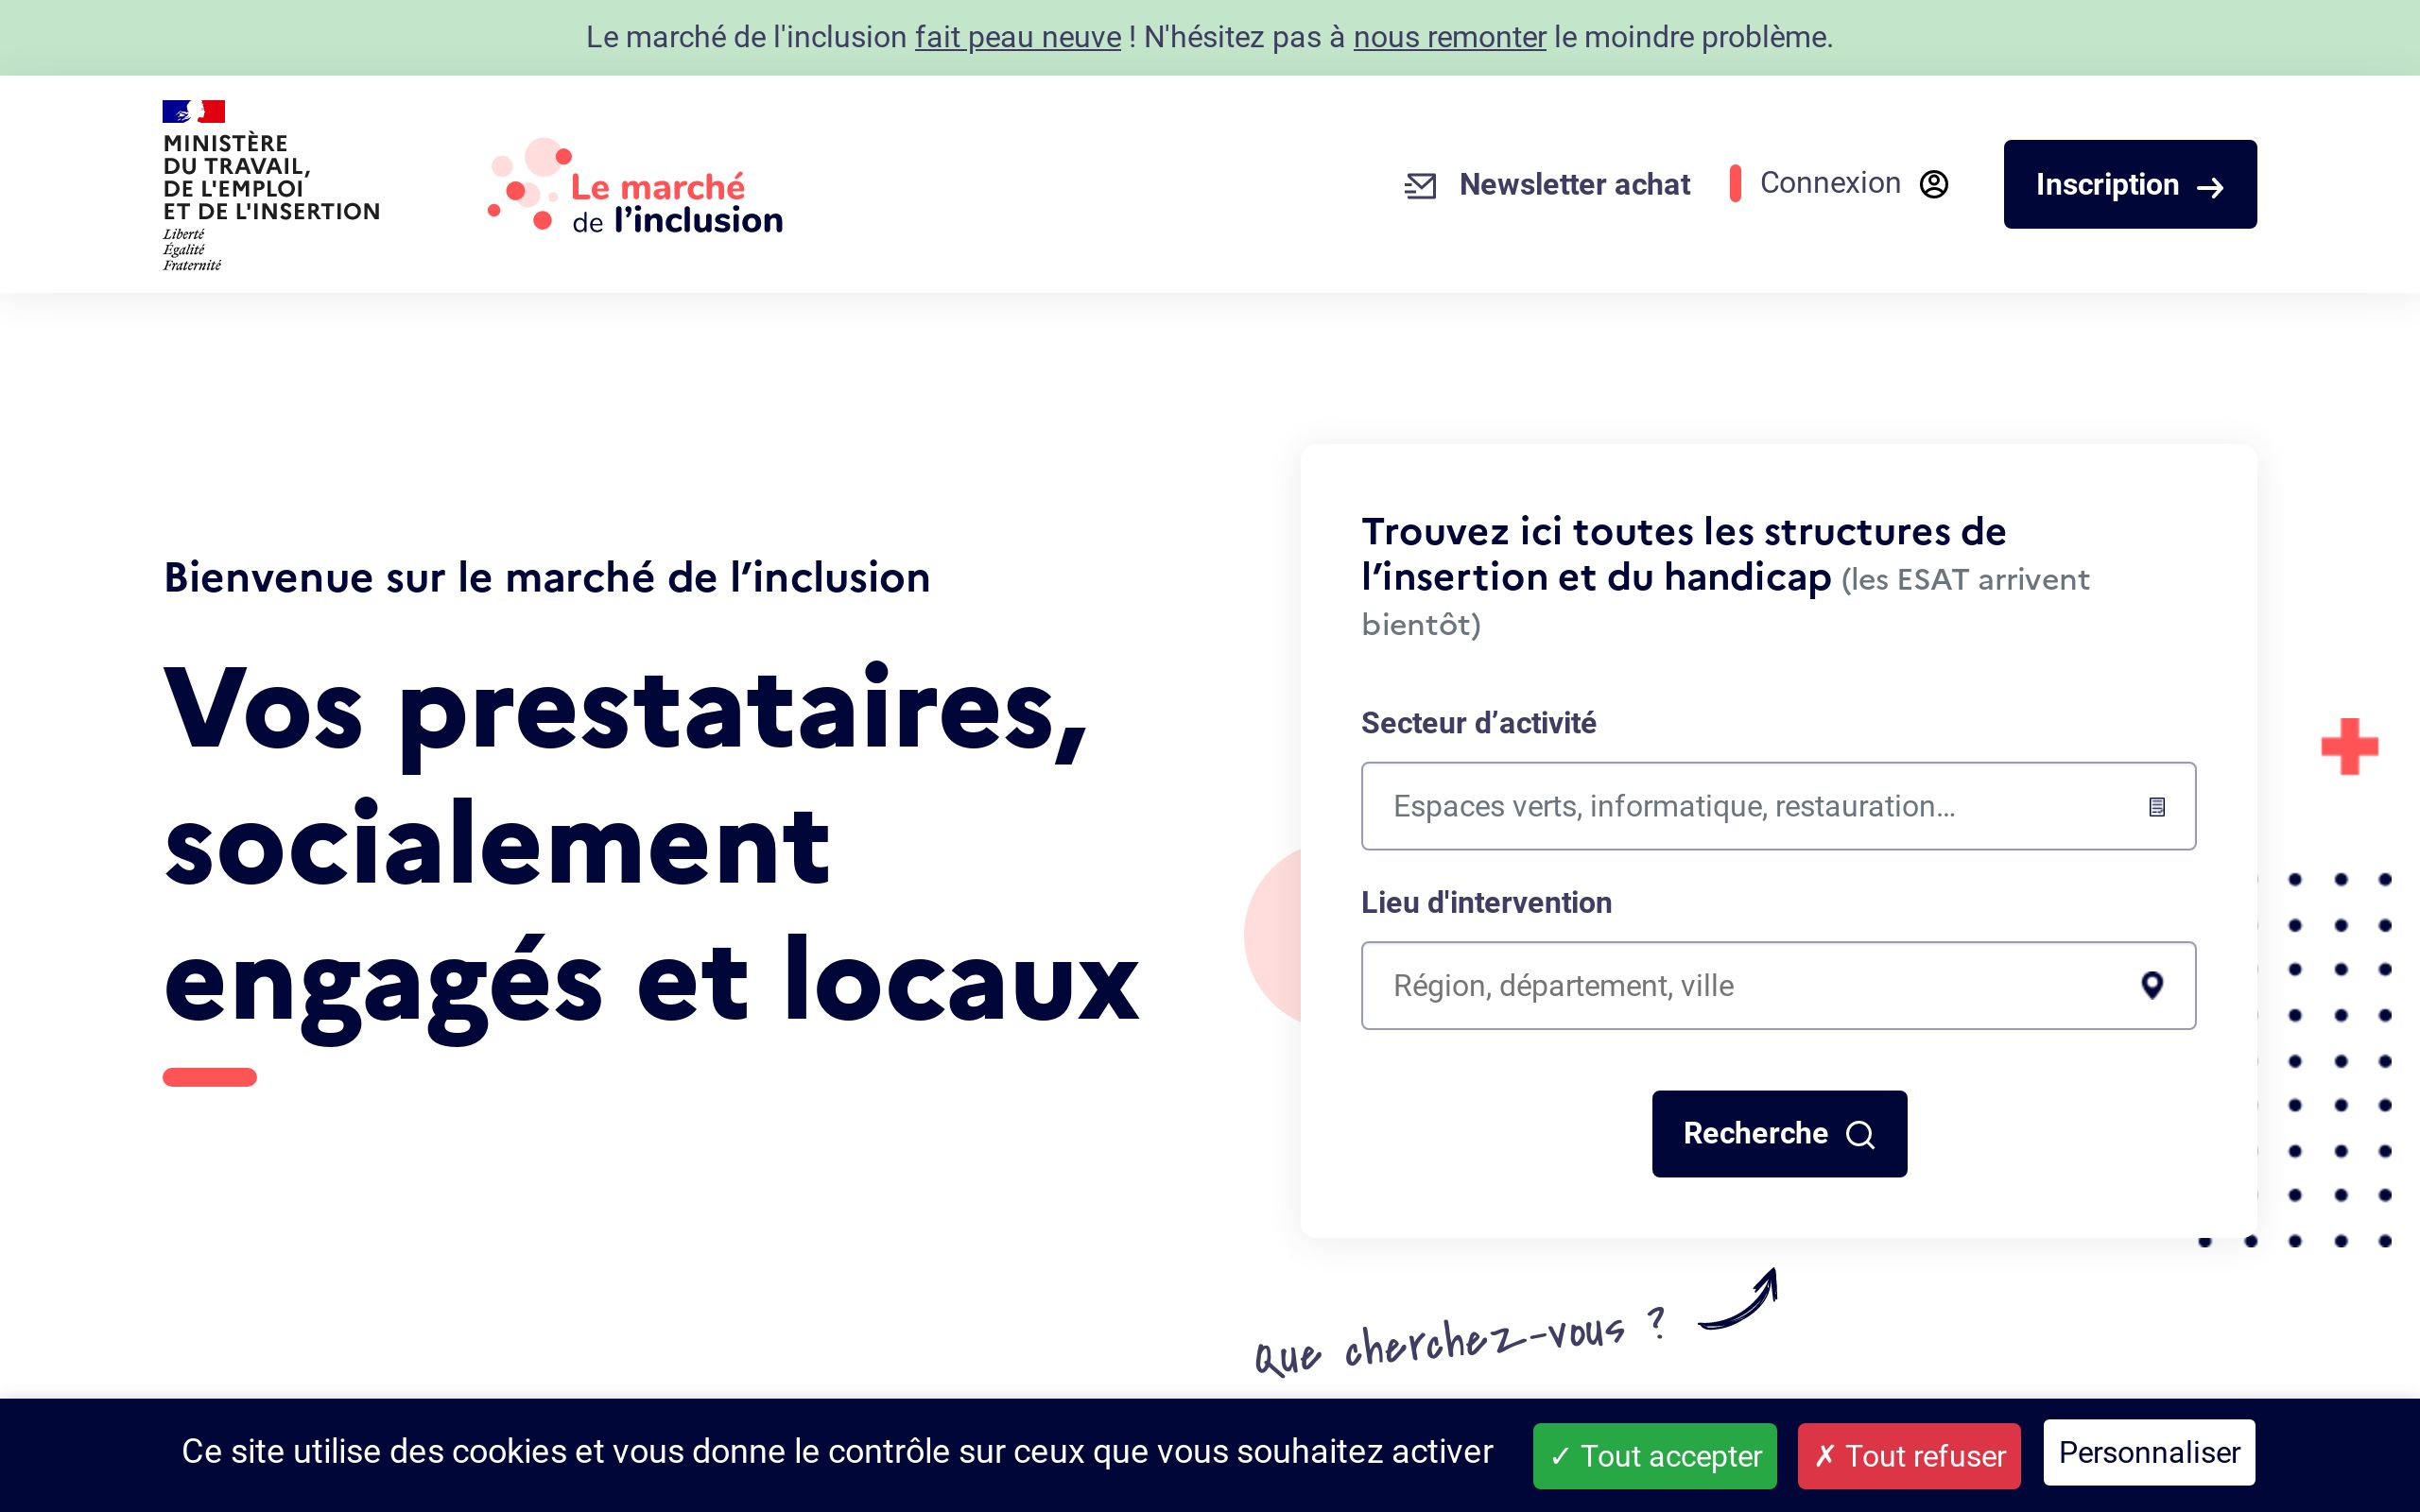 Le marché de l'inclusion fait peau neuve ! N'hésitez pas à nous remonter le moindre problème.
MINISTÈRE
DU TRAVAIL,
DE L'EMPLOI
ET DE L'INSERTION
Liberté
Égalité
Fraternité
Le marché
de l’inclusion
Newsletter achat
Connexion
Inscription
Bienvenue sur le marché de l’inclusion
Vos prestataires,
socialement
engagés et locaux
Trouvez ici toutes les structures de
l’insertion et du handicap (les ESAT arrivent
bientôt)
Secteur d’activité
Espaces verts, informatique, restauration...
Lieu d'intervention
Région, département, ville
Recherche
Que cherchez-vous ?
Ce site utilise des cookies et vous donne le contrôle sur ceux que vous souhaitez activer
✓ Tout accepter
✗ Tout refuser
Personnaliser